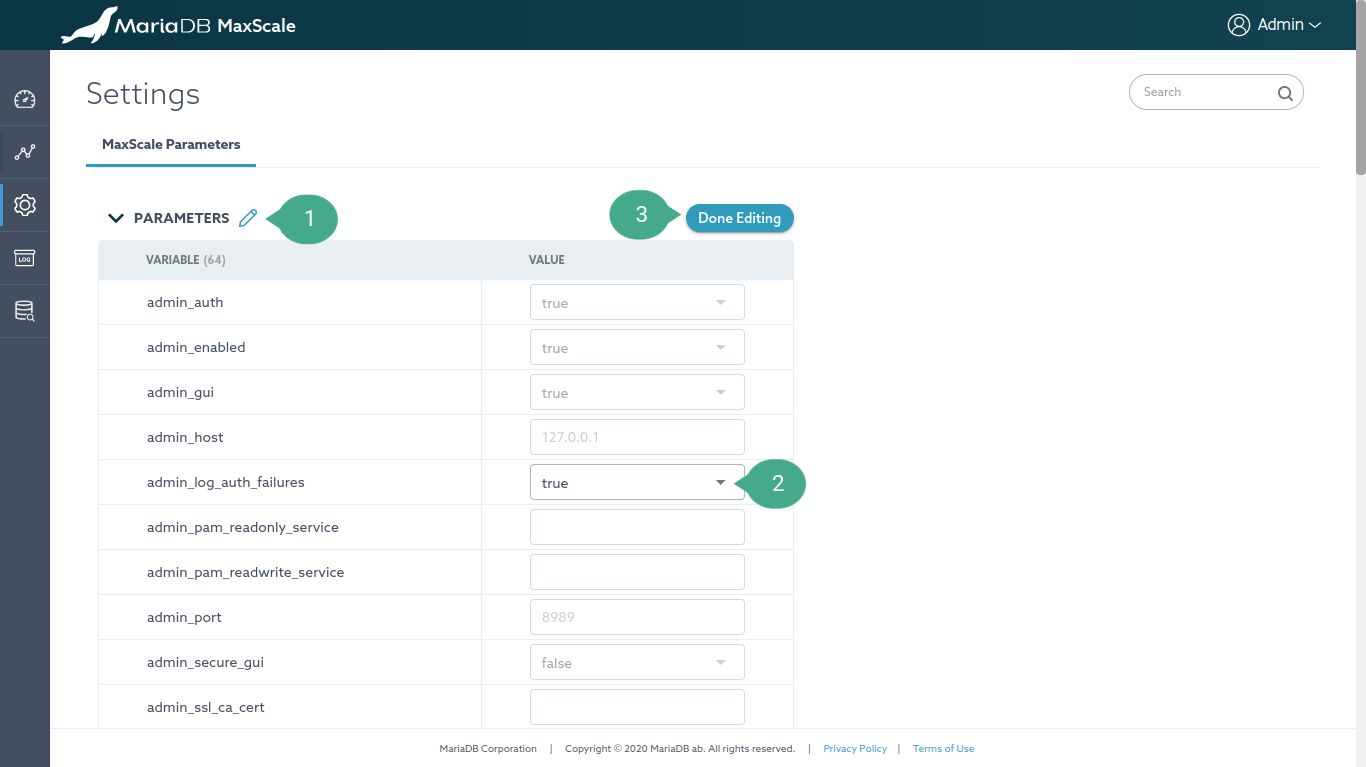 MariaDB MaxScale
Admin
Settings
Search
MaxScale Parameters
PARAMETERS
1
3
Done Editing
VARIABLE (64) VALUE
admin_auth true
admin_enabled true
admin_gui true
admin_host 127.0.0.1
admin_log_auth_failures true
2
admin_pam_readonly_service
admin_pam_readwrite_service
admin_port 8989
admin_secure_gui false
admin_ssl_ca_cert
LOG
MariaDB Corporation | Copyright © 2020 MariaDB ab. All rights reserved. | Privacy Policy | Terms of Use